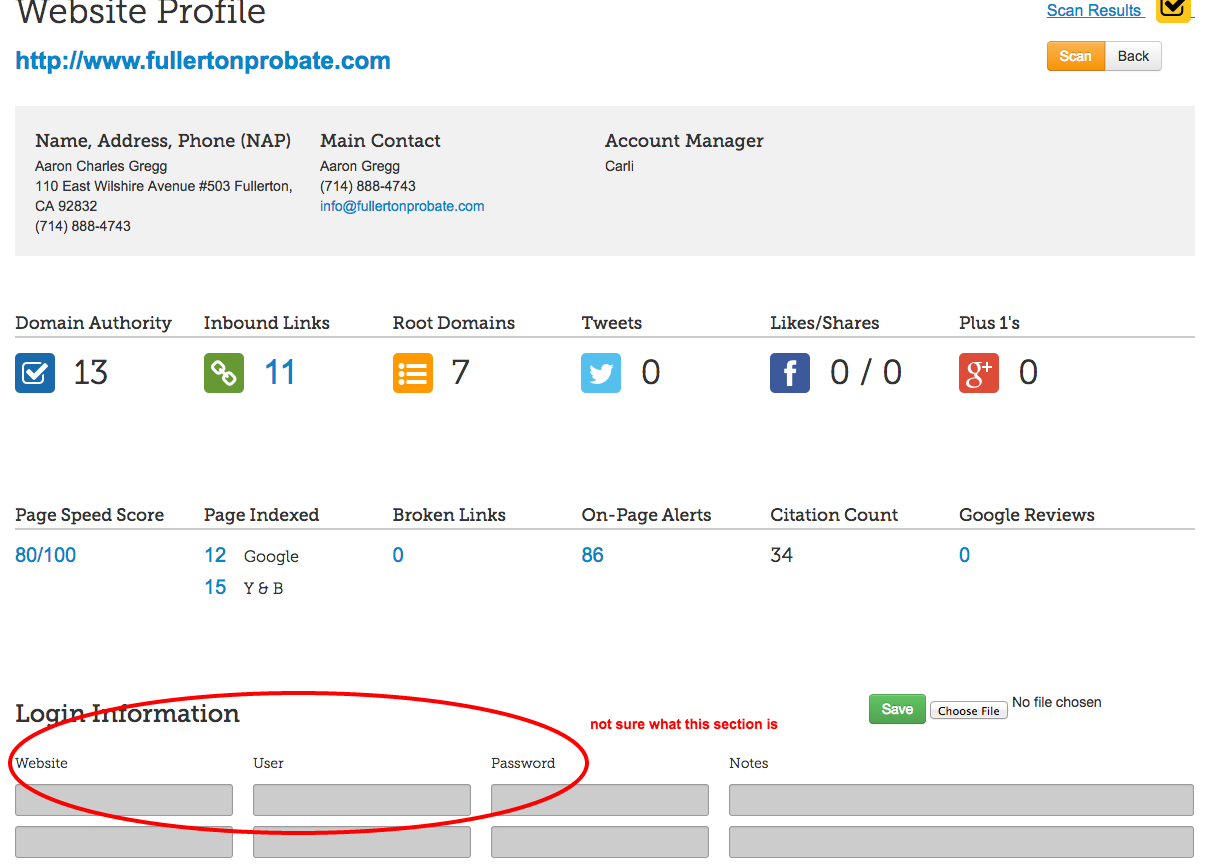 Website Profile
Scan Results
http://www.fullertonprobate.com
Scan Back
Name, Address, Phone (NAP)
Aaron Charles Gregg
110 East Wilshire Avenue #503 Fullerton,
CA 92832
(714) 888-4743
Main Contact
Aaron Gregg
(714) 888-4743
info@fullertonprobate.com
Account Manager
Carli
Domain Authority Inbound Links Root Domains Tweets Likes/Shares Plus 1's
13 11 7 0 f 0 / 0 g+ 0
Page Speed Score Page Indexed Broken Links On-Page Alerts Citation Count Google Reviews
80/100 12 Google 0 86 34 0
15 Y & B
Login Information
not sure what this section is
Save Choose File No file chosen
Website User Password Notes